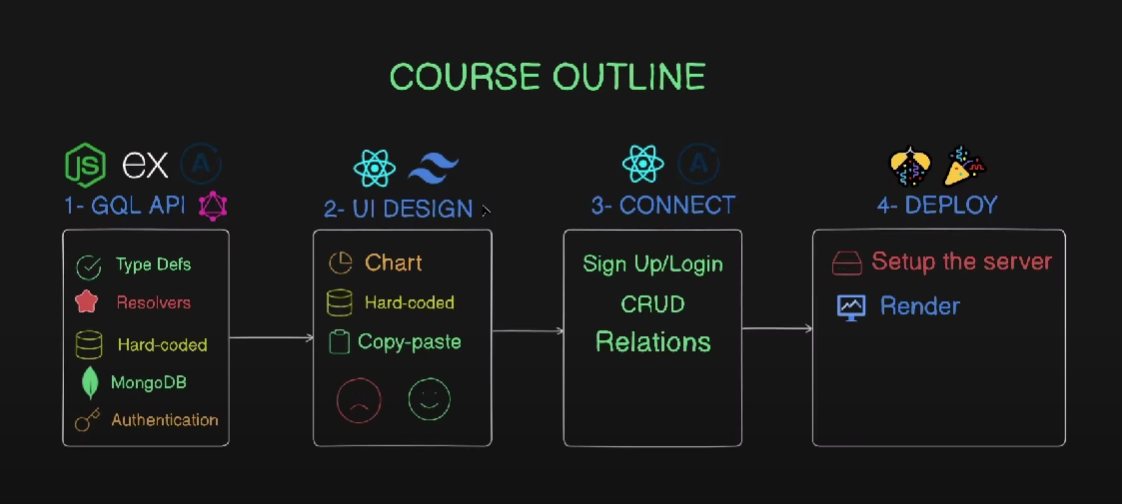 COURSE OUTLINE
JS ex A
1- GQL API
Type Defs
Resolvers
Hard-coded
MongoDB
Authentication
2- UI DESIGN
Chart
Hard-coded
Copy-paste
A
3- CONNECT
Sign Up/Login
CRUD
Relations
4- DEPLOY
Setup the server
Render